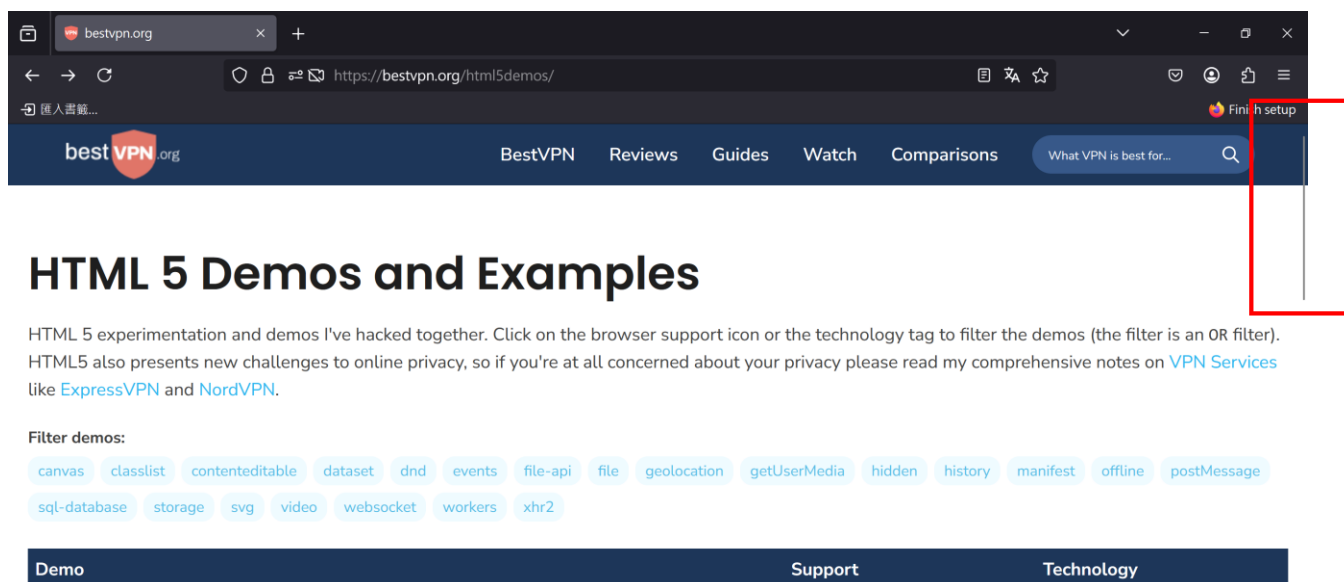 bestvpn.org
https://bestvpn.org/html5demos/
匯入書籤...
Finish setup
best VPN .org
BestVPN Reviews Guides Watch Comparisons What VPN is best for...
HTML 5 Demos and Examples
HTML 5 experimentation and demos I've hacked together. Click on the browser support icon or the technology tag to filter the demos (the filter is an OR filter).
HTML5 also presents new challenges to online privacy, so if you're at all concerned about your privacy please read my comprehensive notes on VPN Services
like ExpressVPN and NordVPN.
Filter demos:
canvas classlist contenteditable dataset dnd events file-api file geolocation getUserMedia hidden history manifest offline postMessage
sql-database storage svg video websocket workers xhr2
Demo Support Technology